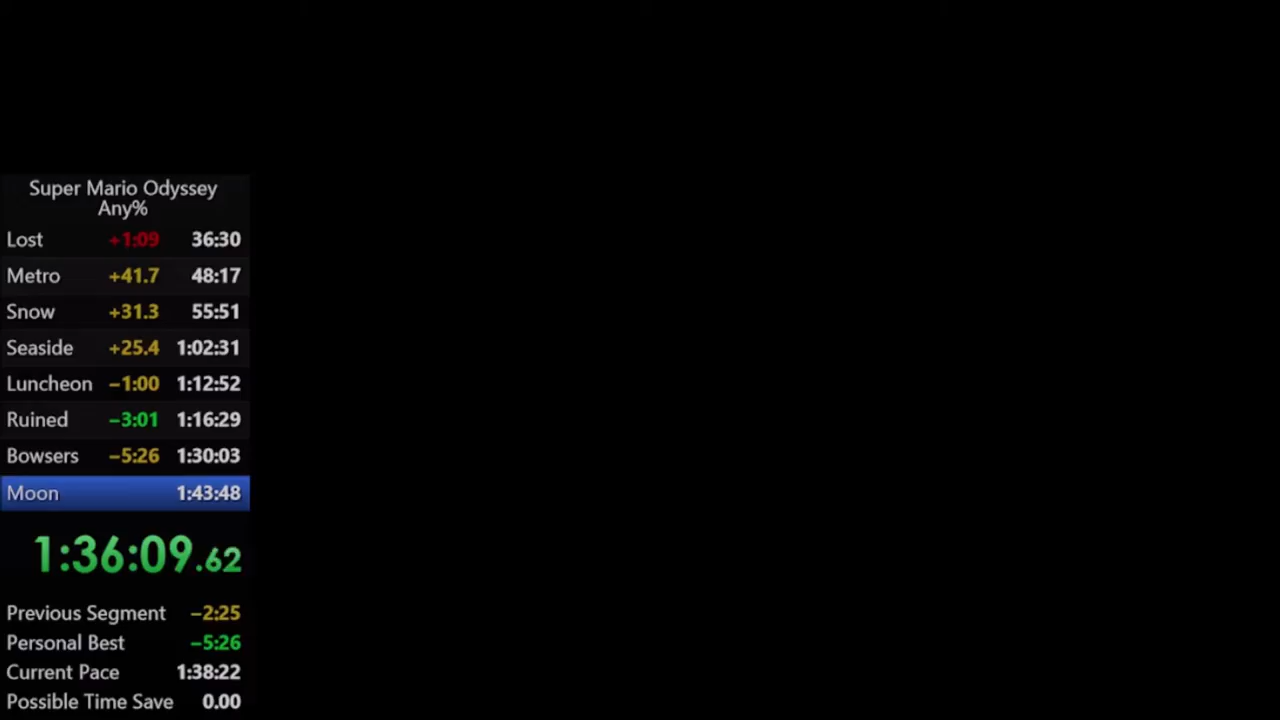 Super Mario Odyssey
Any%
Lost +1:09 36:30
Metro +41.7 48:17
Snow +31.3 55:51
Seaside +25.4 1:02:31
Luncheon −1:00 1:12:52
Ruined −3:01 1:16:29
Bowsers −5:26 1:30:03
Moon 1:43:48
1:36:09.62
Previous Segment −2:25
Personal Best −5:26
Current Pace 1:38:22
Possible Time Save 0.00